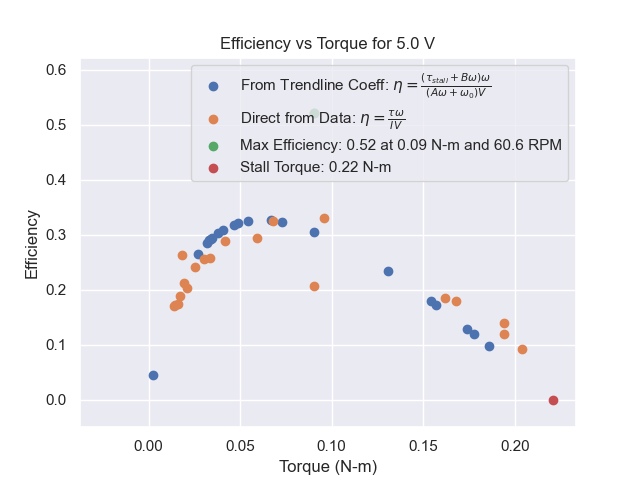 Efficiency vs Torque for 5.0 V
0.6
0.5
0.4
0.3
0.2
0.1
0.0
Efficiency
From Trendline Coeff: η = (τ_stall + Bω)ω / (Aω + ω₀)V
Direct from Data: η = τω / IV
Max Efficiency: 0.52 at 0.09 N-m and 60.6 RPM
Stall Torque: 0.22 N-m
0.00 0.05 0.10 0.15 0.20
Torque (N-m)